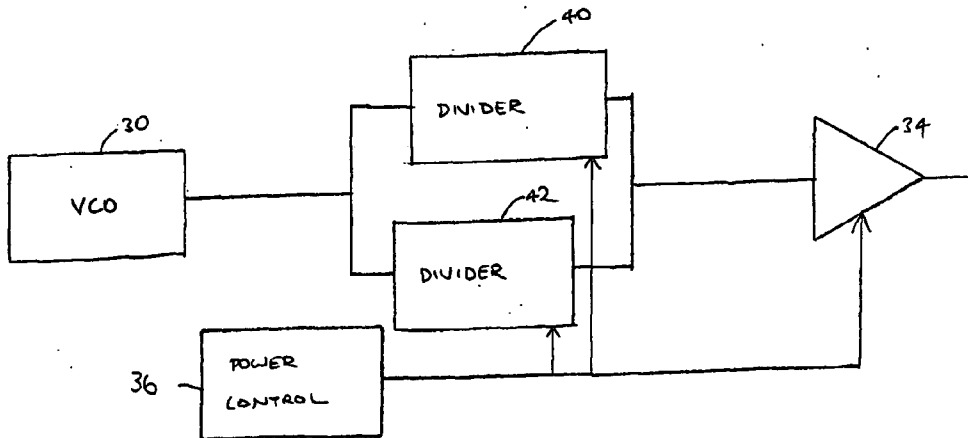 40
DIVIDER
30
VCO
34
42
DIVIDER
36
POWER
CONTROL